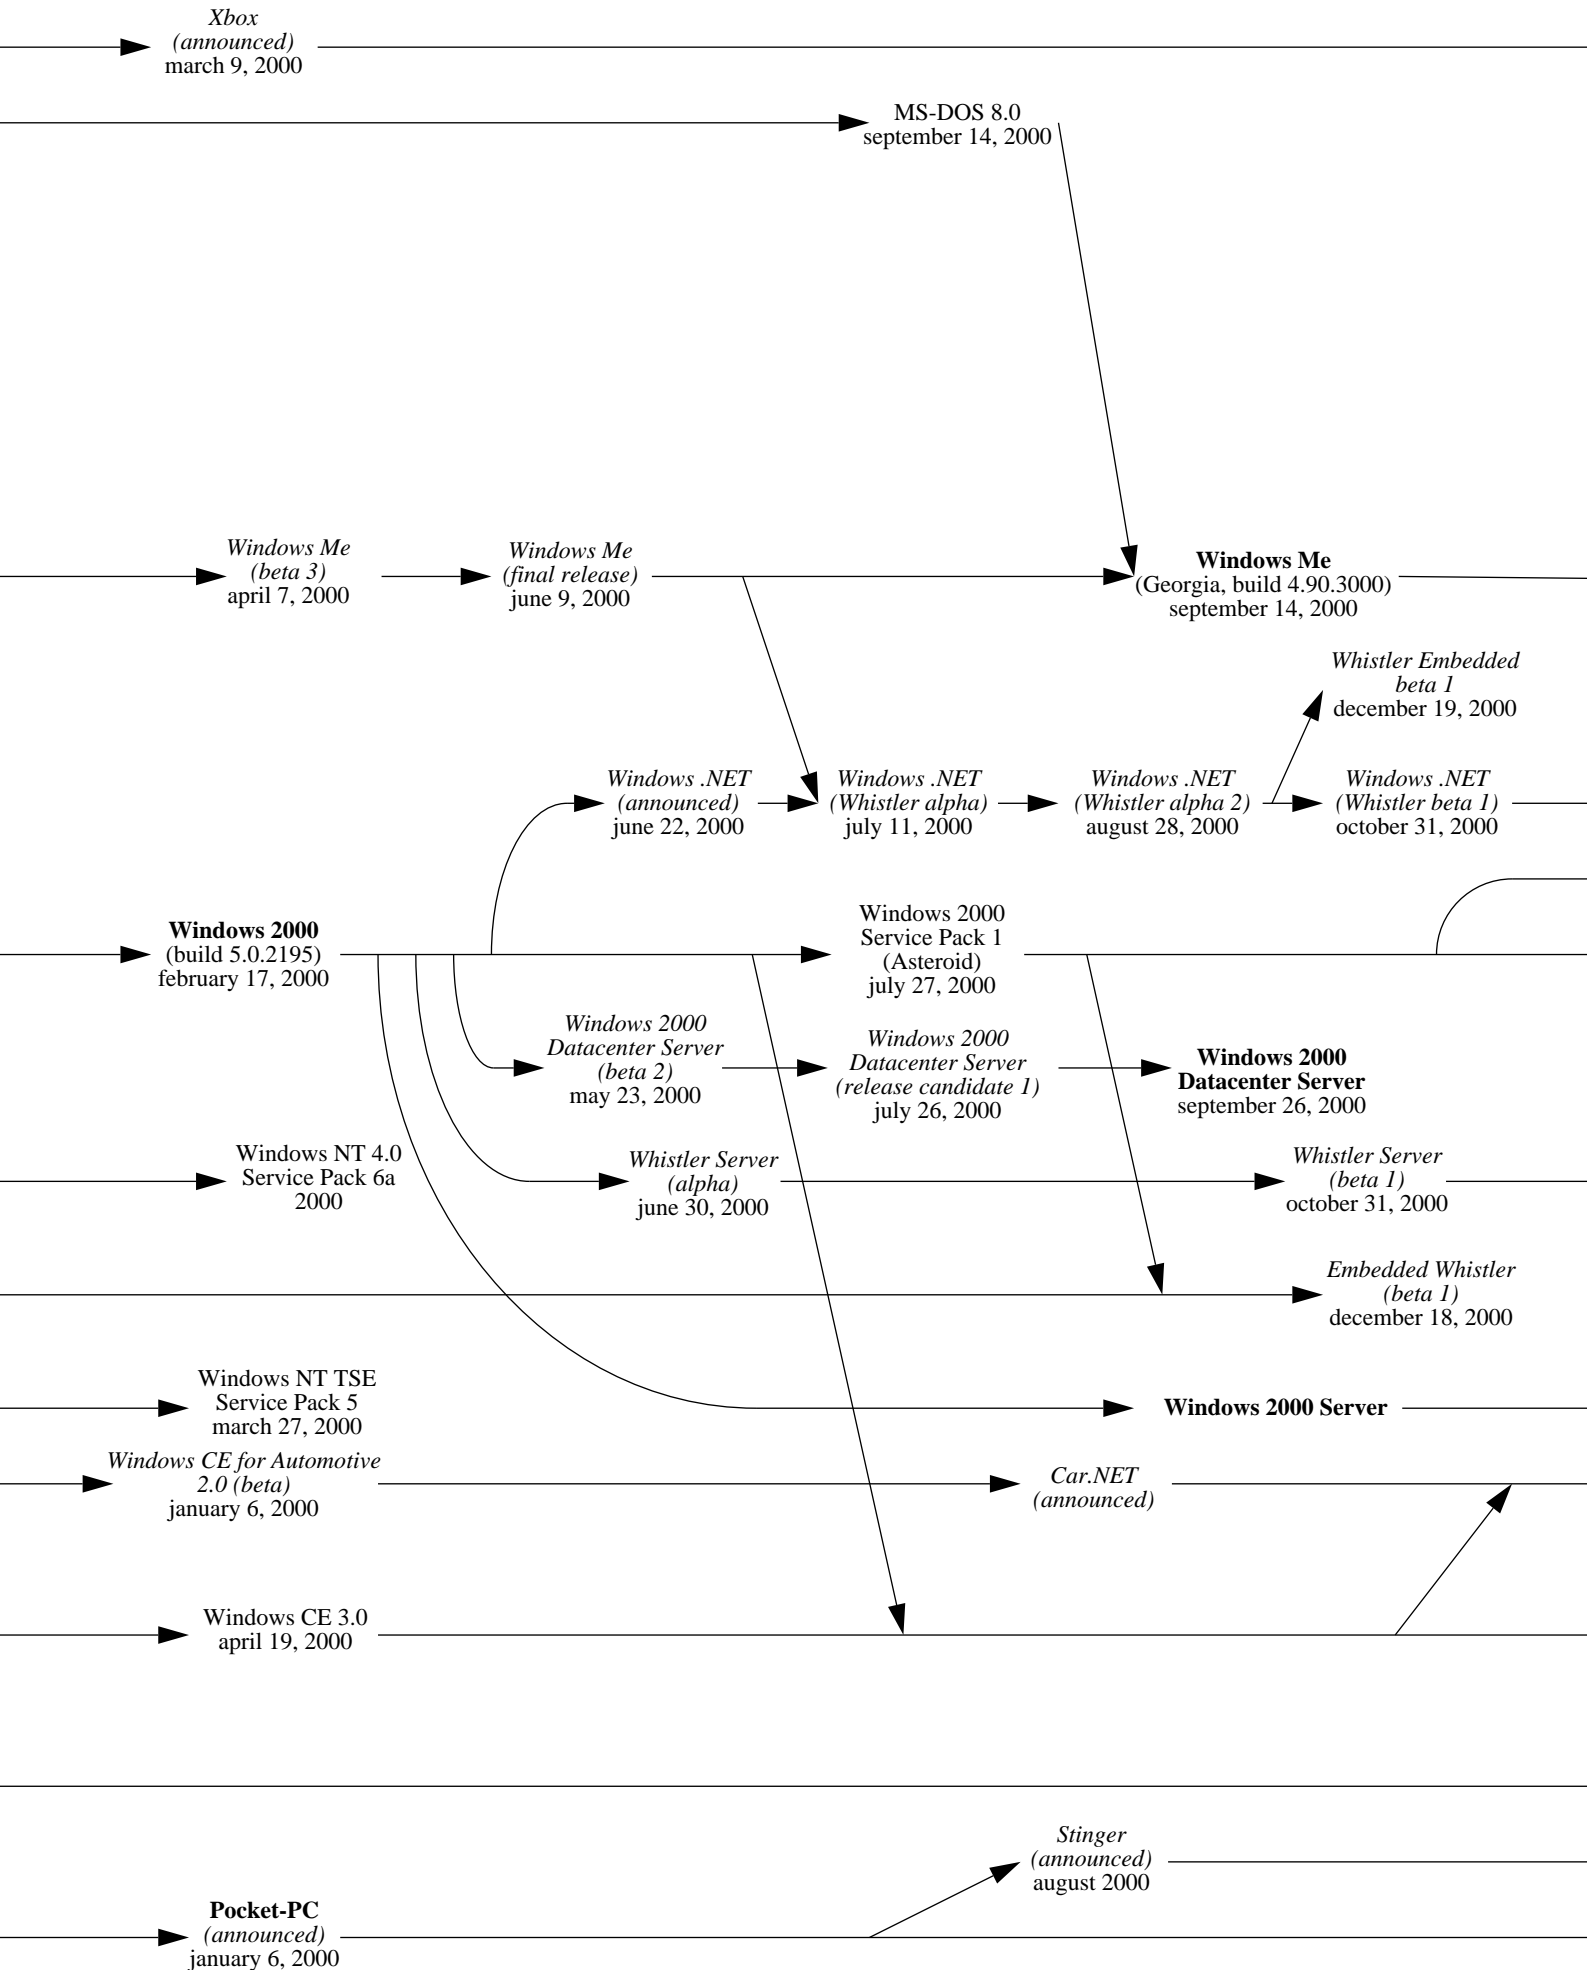 Xbox
(announced)
march 9, 2000
MS-DOS 8.0
september 14, 2000
Windows Me
(beta 3)
april 7, 2000
Windows Me
(final release)
june 9, 2000
Windows Me
(Georgia, build 4.90.3000)
september 14, 2000
Whistler Embedded
beta 1
december 19, 2000
Windows .NET
(announced)
june 22, 2000
Windows .NET
(Whistler alpha)
july 11, 2000
Windows .NET
(Whistler alpha 2)
august 28, 2000
Windows .NET
(Whistler beta 1)
october 31, 2000
Windows 2000
(build 5.0.2195)
february 17, 2000
Windows 2000
Service Pack 1
(Asteroid)
july 27, 2000
Windows 2000
Datacenter Server
(beta 2)
may 23, 2000
Windows 2000
Datacenter Server
(release candidate 1)
july 26, 2000
Windows 2000
Datacenter Server
september 26, 2000
Windows NT 4.0
Service Pack 6a
2000
Whistler Server
(alpha)
june 30, 2000
Whistler Server
(beta 1)
october 31, 2000
Embedded Whistler
(beta 1)
december 18, 2000
Windows NT TSE
Service Pack 5
march 27, 2000
Windows 2000 Server
Windows CE for Automotive
2.0 (beta)
january 6, 2000
Car.NET
(announced)
Windows CE 3.0
april 19, 2000
Stinger
(announced)
august 2000
Pocket-PC
(announced)
january 6, 2000